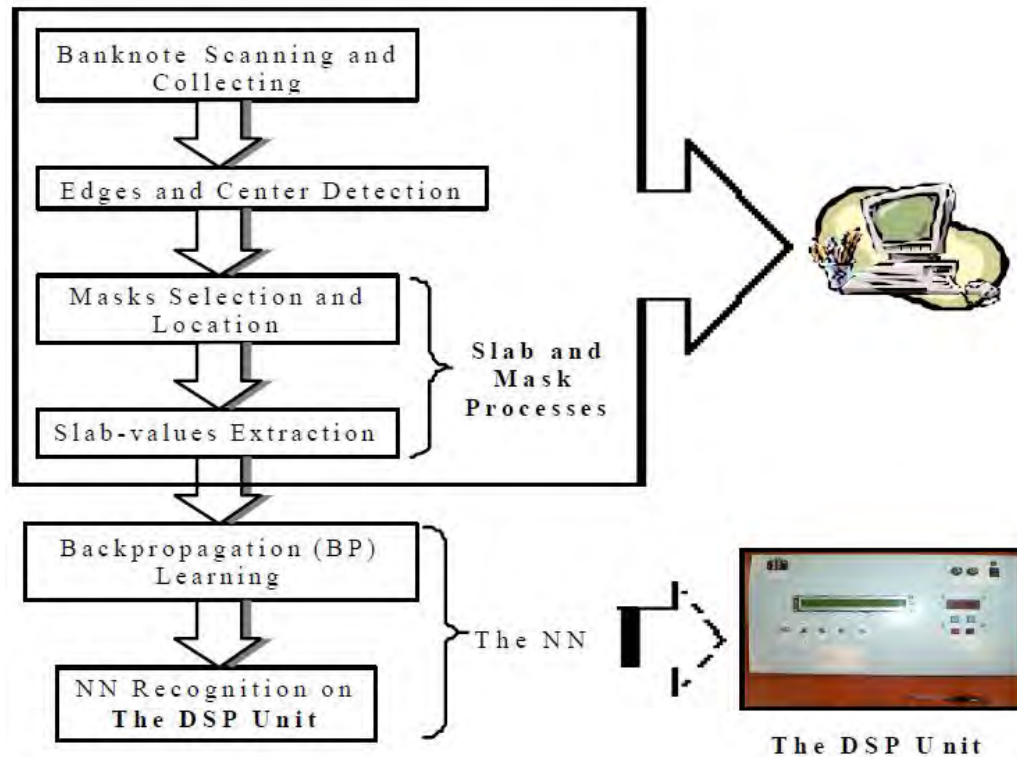 Banknote Scanning and
Collecting
Edges and Center Detection
Masks Selection and
Location
Slab and
Mask
Processes
Slab-values Extraction
Backpropagation (BP)
Learning
The NN
NN Recognition on
The DSP Unit
The DSP Unit